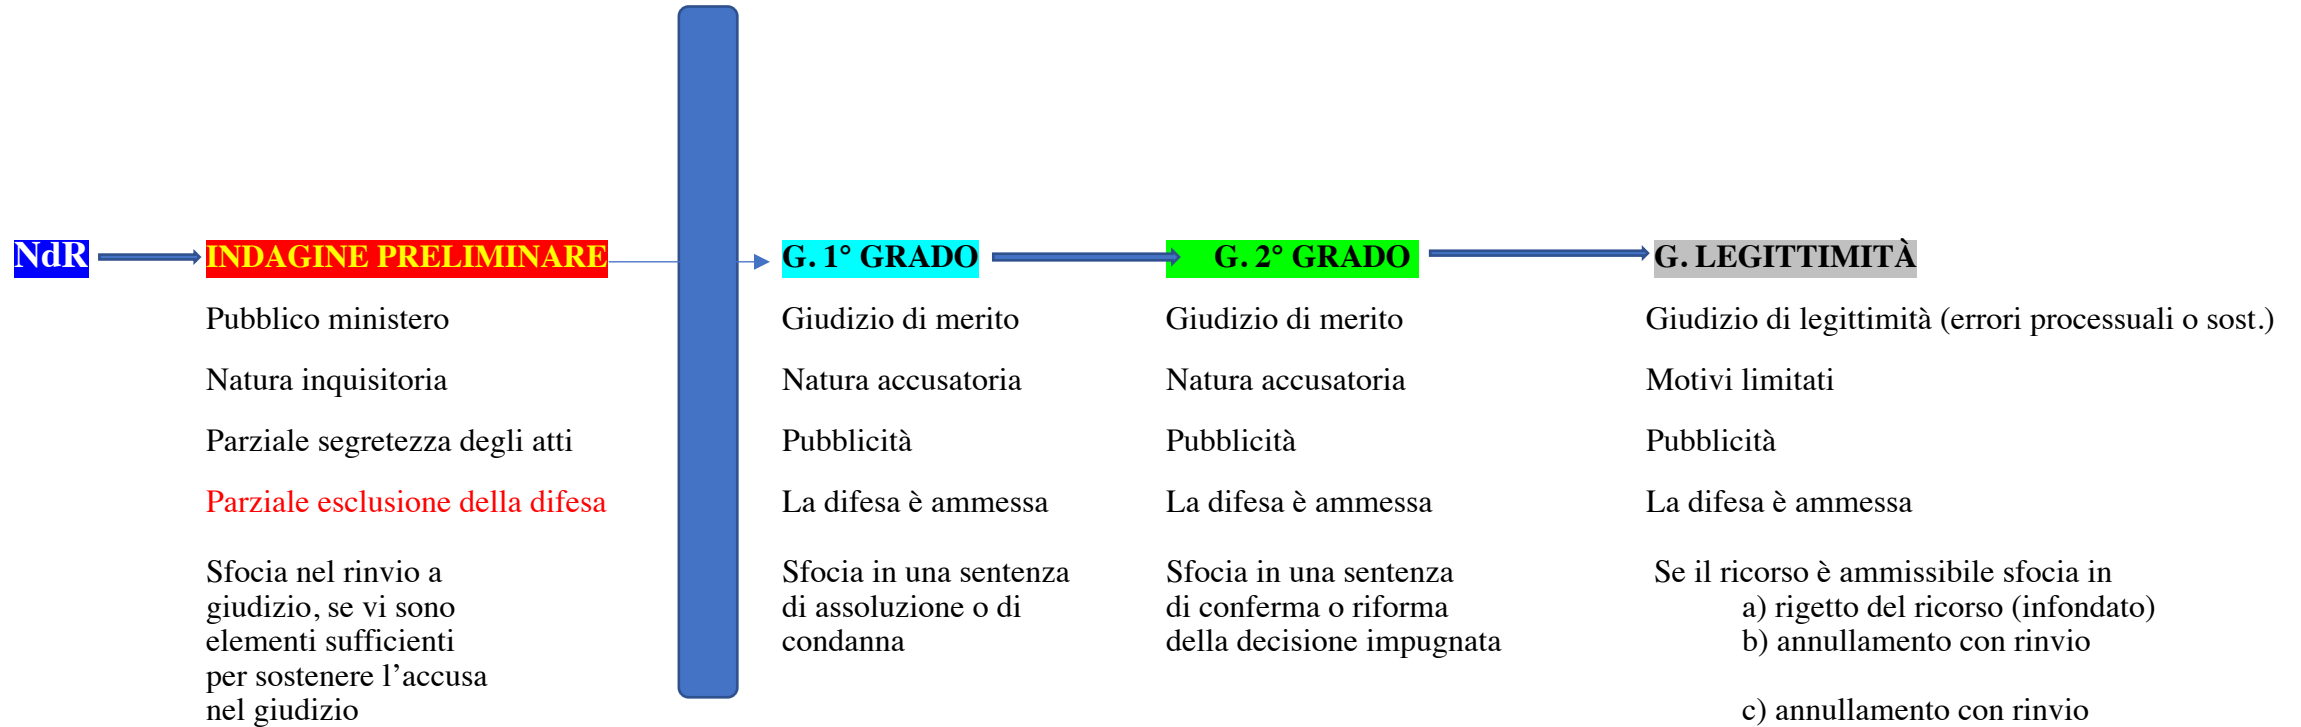 NdR
INDAGINE PRELIMINARE
G. 1° GRADO
G. 2° GRADO
G. LEGITTIMITÀ
Pubblico ministero
Natura inquisitoria
Parziale segretezza degli atti
Parziale esclusione della difesa
Sfocia nel rinvio a
giudizio, se vi sono
elementi sufficienti
per sostenere l’accusa
nel giudizio
Giudizio di merito
Natura accusatoria
Pubblicità
La difesa è ammessa
Sfocia in una sentenza
di assoluzione o di
condanna
Giudizio di merito
Natura accusatoria
Pubblicità
La difesa è ammessa
Sfocia in una sentenza
di conferma o riforma
della decisione impugnata
Giudizio di legittimità (errori processuali o sost.)
Motivi limitati
Pubblicità
La difesa è ammessa
Se il ricorso è ammissibile sfocia in
a) rigetto del ricorso (infondato)
b) annullamento con rinvio
c) annullamento con rinvio